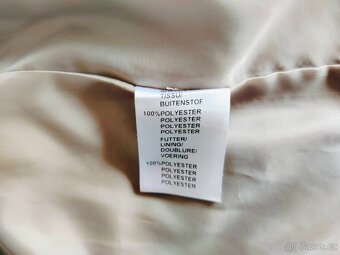 TISSU/
BUITENSTOF
100%POLYESTER
POLYESTER
POLYESTER
POLYESTER
FUTTER/
LINING/
DOUBLURE/
VOERING
100%POLYESTER
POLYESTER
POLYESTER
POLYESTER